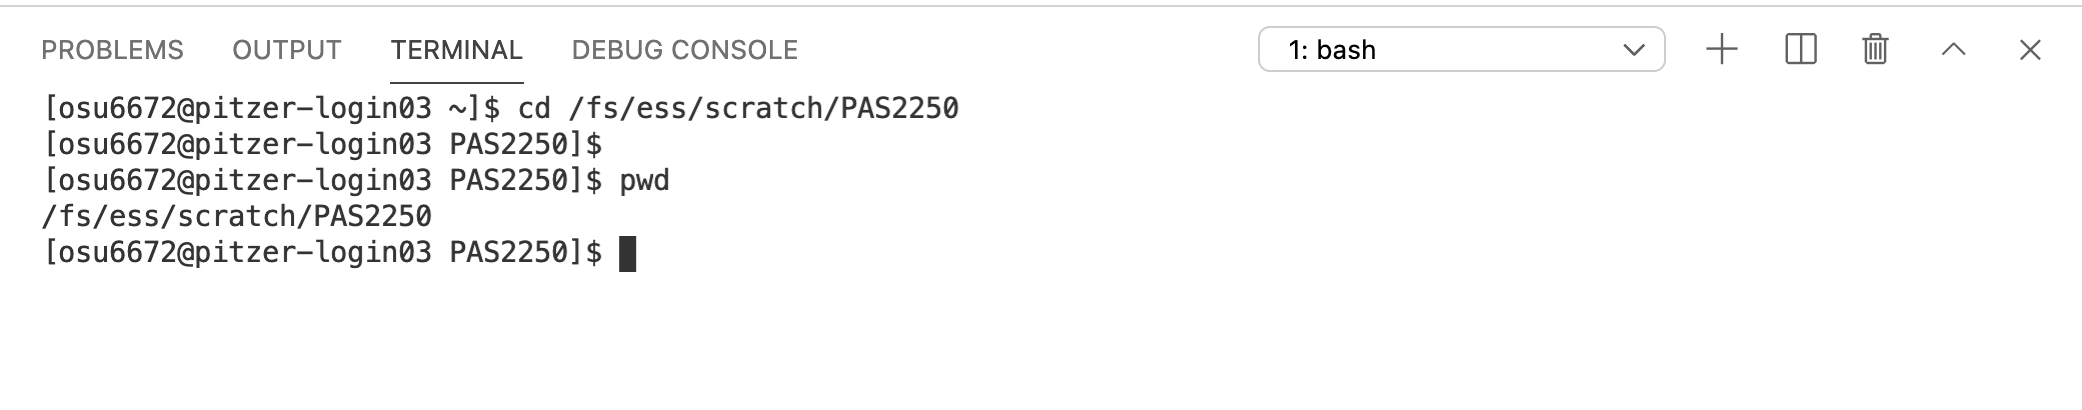 PROBLEMS OUTPUT TERMINAL DEBUG CONSOLE 1: bash
[osu6672@pitzer-login03 ~]$ cd /fs/ess/scratch/PAS2250
[osu6672@pitzer-login03 PAS2250]$
[osu6672@pitzer-login03 PAS2250]$ pwd
/fs/ess/scratch/PAS2250
[osu6672@pitzer-login03 PAS2250]$